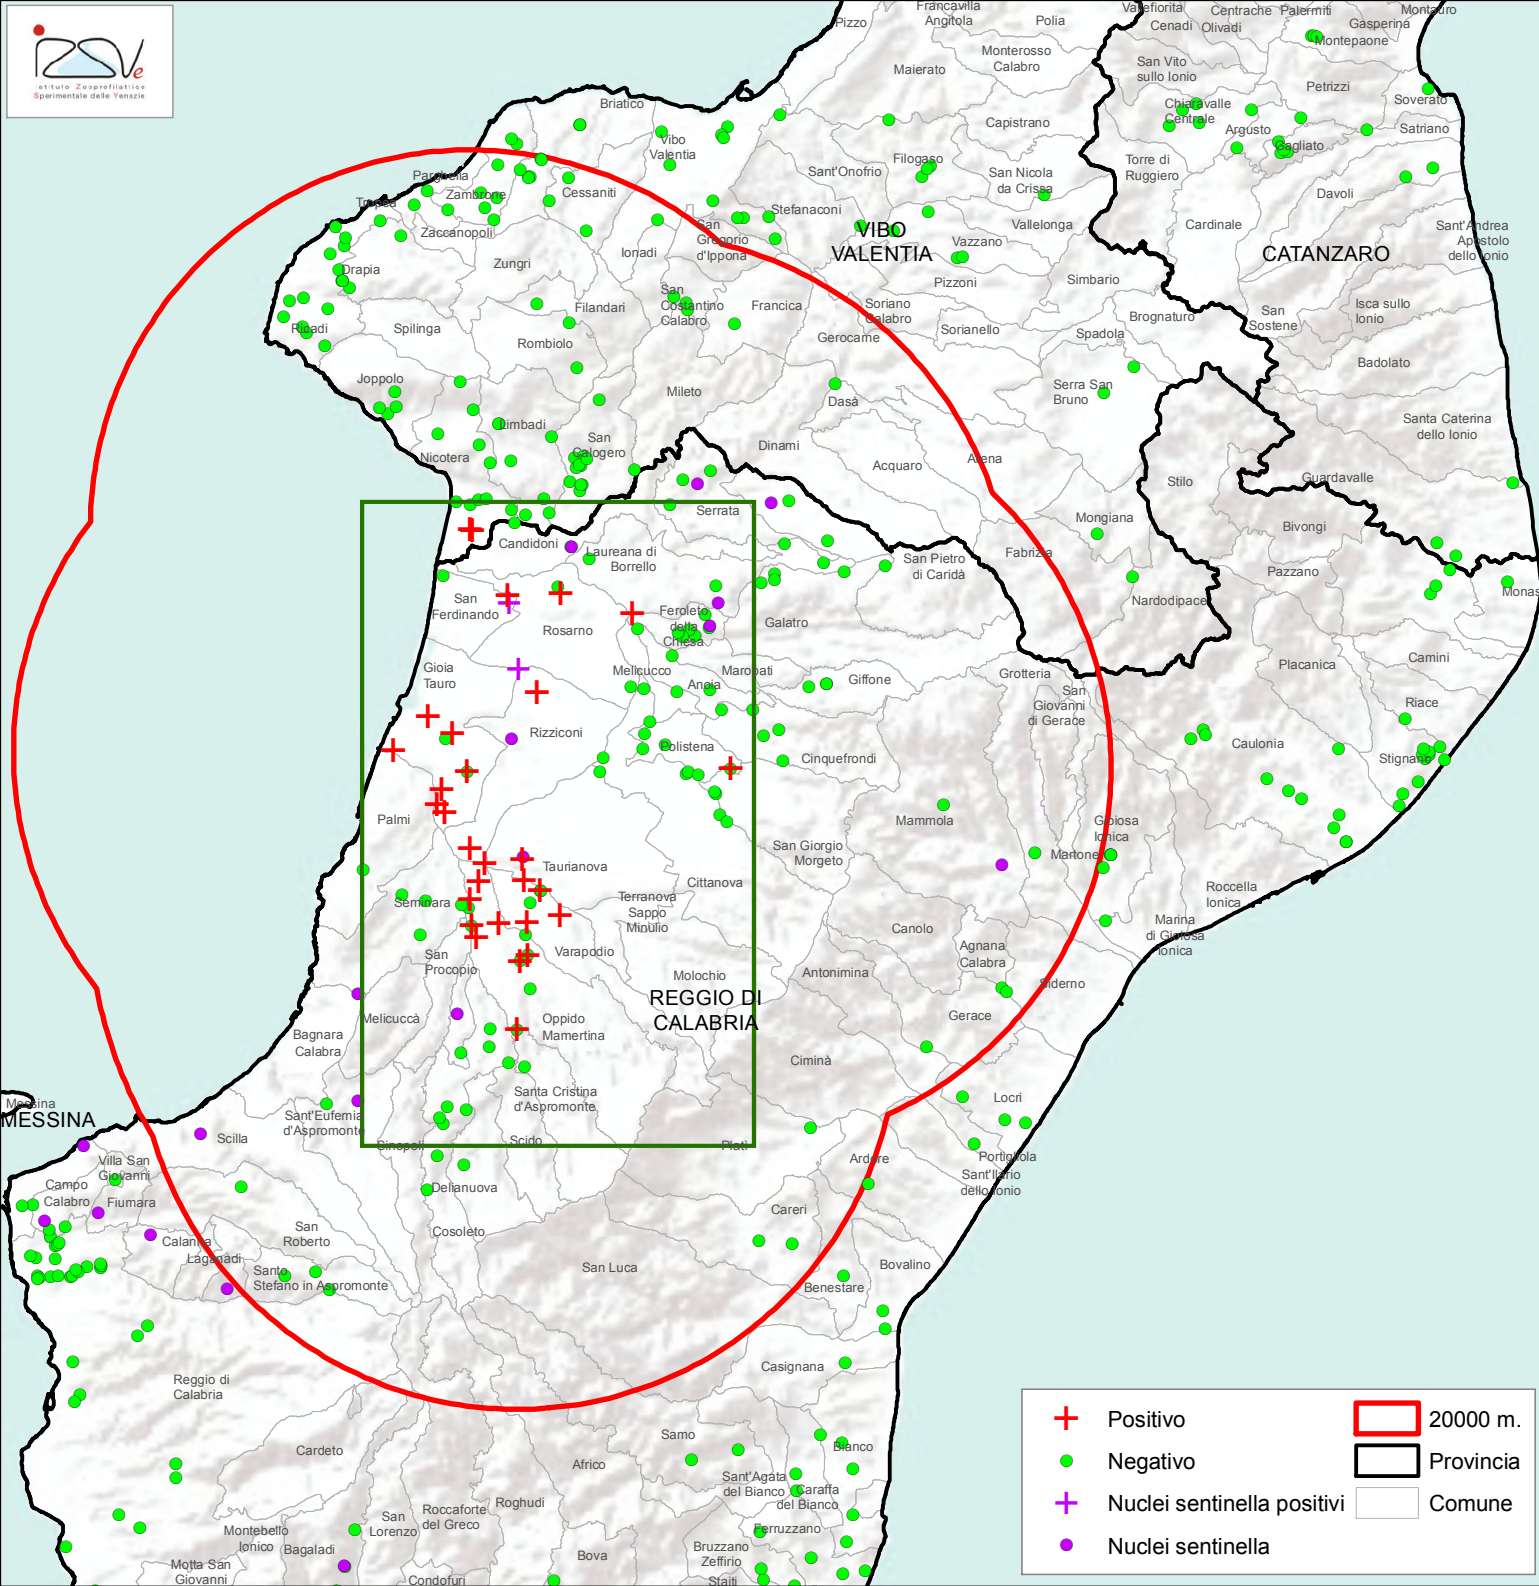 Istituto Zooprofilattico
Sperimentale delle Venezie
Pizzo
Francavilla
Angitola
Polia
Vallefiorita
Cenadi
Olivadi
Centrache
Palermiti
Montauro
Gasperina
Montepaone
Monterosso
Calabro
Maierato
San Vito
sullo Ionio
Petrizzi
Soverato
Briatico
Chiaravalle
Centrale
Argusto
Gagliato
Satriano
Capistrano
Vibo
Valentia
Sant'Onofrio
Filogaso
San Nicola
da Crissa
Torre di
Ruggiero
Davoli
Parghelia
Zambrone
Cessaniti
Tropea
Stefanaconi
Zaccanopoli
San
Gregorio
d'Ippona
Ionadi
VIBO
VALENTIA
Vallelonga
Vazzano
Cardinale
CATANZARO
Sant'Andrea
Apostolo
dello Ionio
Drapia
Zungri
Pizzoni
Simbario
San
Costantino
Calabro
Filandari
Francica
Soriano
Calabro
Sorianello
Brognaturo
San
Sostene
Isca sullo
Ionio
Ricadi
Spilinga
Rombiolo
Gerocarne
Spadola
Badolato
Joppolo
Mileto
Dasà
Serra San
Bruno
Limbadi
San
Calogero
Dinami
Santa Caterina
dello Ionio
Nicotera
Acquaro
Arena
Stilo
Guardavalle
Serrata
Mongiana
Bivongi
Candidoni
Laureana di
Borrello
San Pietro
di Caridà
Fabrizia
Pazzano
Monas
San
Ferdinando
Rosarno
Feroleto
della
Chiesa
Galatro
Nardodipace
Gioia
Tauro
Melicucco
Anoia
Maropati
Giffone
Grotteria
San
Giovanni
di Gerace
Placanica
Camini
Riace
Rizziconi
Polistena
Cinquefrondi
Caulonia
Stignano
Palmi
Mammola
Gioiosa
Ionica
San Giorgio
Morgeto
Martone
Taurianova
Cittanova
Seminara
Terranova
Sappo
Minulio
Roccella
Ionica
Canolo
Marina
di Gioiosa
Ionica
San
Procopio
Varapodio
Molochio
Antonimina
Agnana
Calabra
Siderno
REGGIO DI
CALABRIA
Melicuccà
Oppido
Mamertina
Gerace
Bagnara
Calabra
Ciminà
Santa Cristina
d'Aspromonte
Locri
Messina
MESSINA
Sant'Eufemia
d'Aspromonte
Scilla
Sinopoli
Scido
Platì
Ardore
Portigliola
Sant'Ilario
dello Ionio
Villa San
Giovanni
Campo
Calabro
Fiumara
Delianuova
Careri
San
Roberto
Cosoleto
Calanna
Laganadi
Santo
Stefano in Aspromonte
San Luca
Bovalino
Benestare
Casignana
Reggio di
Calabria
Cardeto
Africo
Samo
Bianco
Sant'Agata
del Bianco
Caraffa
del Bianco
Roghudi
Roccaforte
del Greco
San
Lorenzo
Ferruzzano
Montebello
Ionico
Bagaladi
Bova
Bruzzano
Zeffirio
Motta San
Giovanni
Condofuri
Staiti
Positivo
Negativo
Nuclei sentinella positivi
Nuclei sentinella
20000 m.
Provincia
Comune